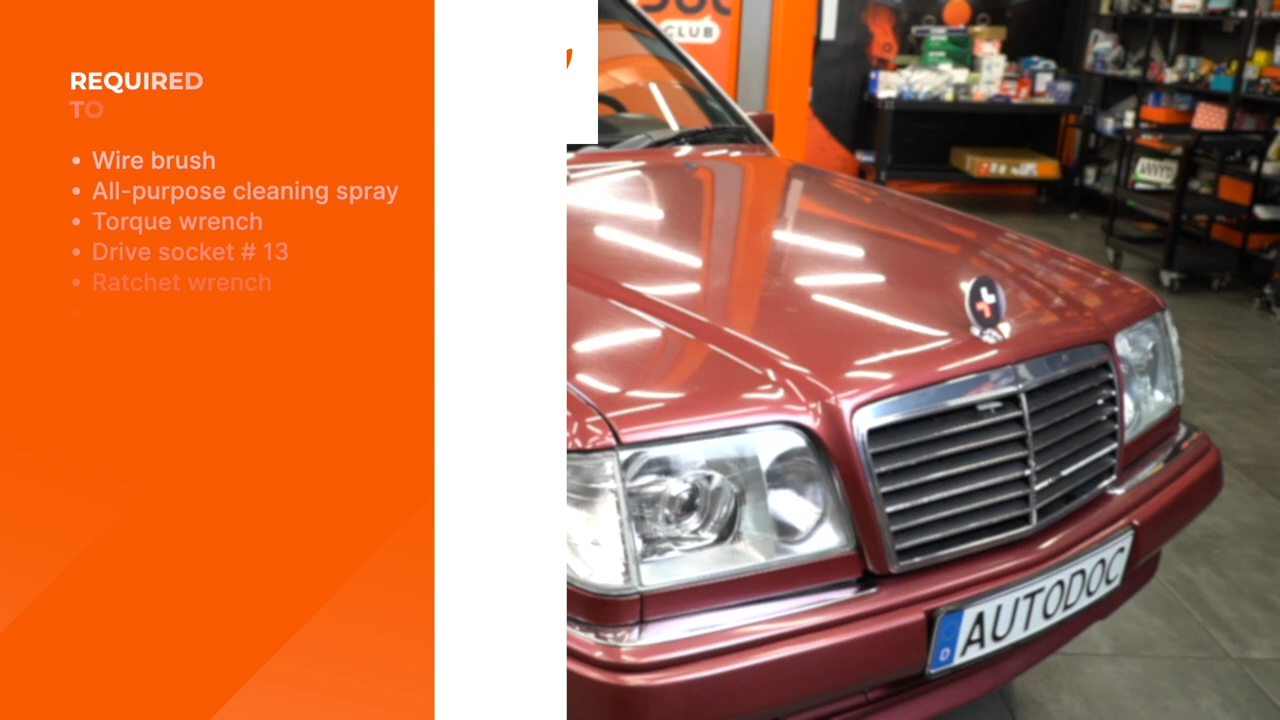 REQUIRED
TO
• Wire brush
• All-purpose cleaning spray
• Torque wrench
• Drive socket # 13
• Ratchet wrench
CLUB
D AUTODOC